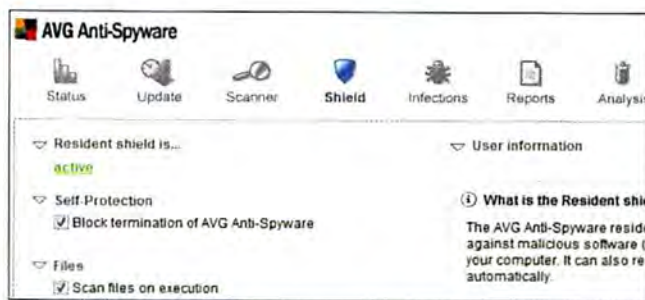 AVG Anti-Spyware
Status Update Scanner Shield Infections Reports Analysis
Resident shield is...
active
Self-Protection
Block termination of AVG Anti-Spyware
Files
Scan files on execution
User information
What is the Resident shie
The AVG Anti-Spyware reside
against malicious software (
your computer. It can also re
automatically.